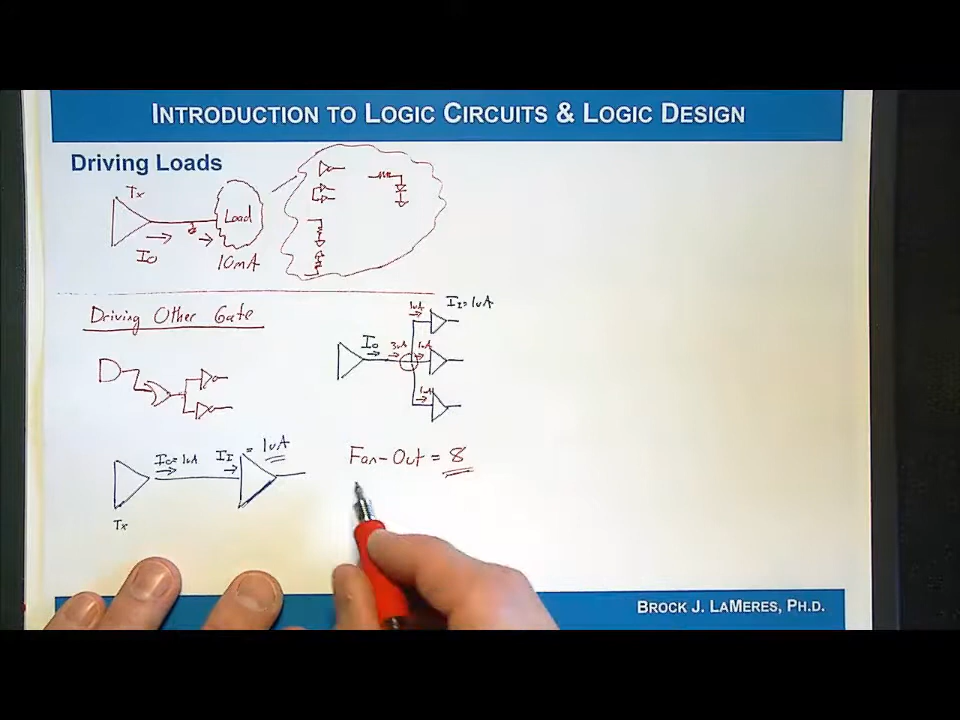 INTRODUCTION TO LOGIC CIRCUITS & LOGIC DESIGN
Driving Loads
Tx
Load
Io
10mA
Driving Other Gate
1uA
II=1uA
Io
3uA
1uA
1uA
Io=1uA
II
= 1uA
Tx
Fan-Out = 8
BROCK J. LAMERES, PH.D.